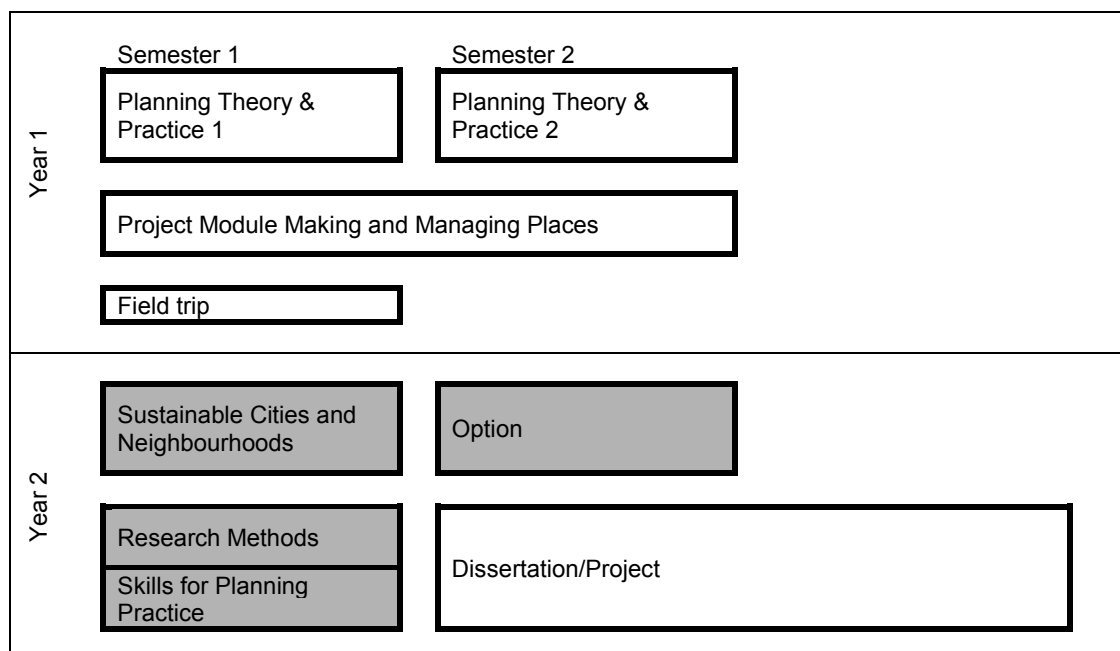 Year 1
Semester 1
Semester 2
Planning Theory &
Practice 1
Planning Theory &
Practice 2
Project Module Making and Managing Places
Field trip
Year 2
Sustainable Cities and
Neighbourhoods
Option
Research Methods
Skills for Planning
Practice
Dissertation/Project